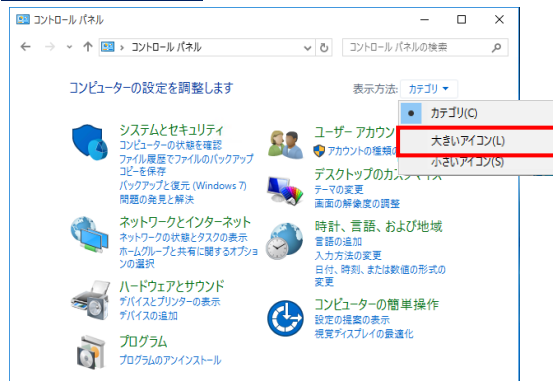 コントロール パネル
コントロール パネル
コントロール パネルの検索
コンピューターの設定を調整します
表示方法: カテゴリ
カテゴリ(C)
大きいアイコン(L)
小さいアイコン(S)
システムとセキュリティ
コンピューターの状態を確認
ファイル履歴でファイルのバックアップ
コピーを保存
バックアップと復元 (Windows 7)
問題の発見と解決
ネットワークとインターネット
ネットワークの状態とタスクの表示
ホームグループと共有に関するオプショ
ンの選択
ハードウェアとサウンド
デバイスとプリンターの表示
デバイスの追加
プログラム
プログラムのアンインストール
ユーザー アカウン
アカウントの種類の
デスクトップのカスタマイズ
テーマの変更
画面の解像度の調整
時計、言語、および地域
言語の追加
入力方法の変更
日付、時刻、または数値の形式の
変更
コンピューターの簡単操作
設定の提案の表示
視覚ディスプレイの最適化